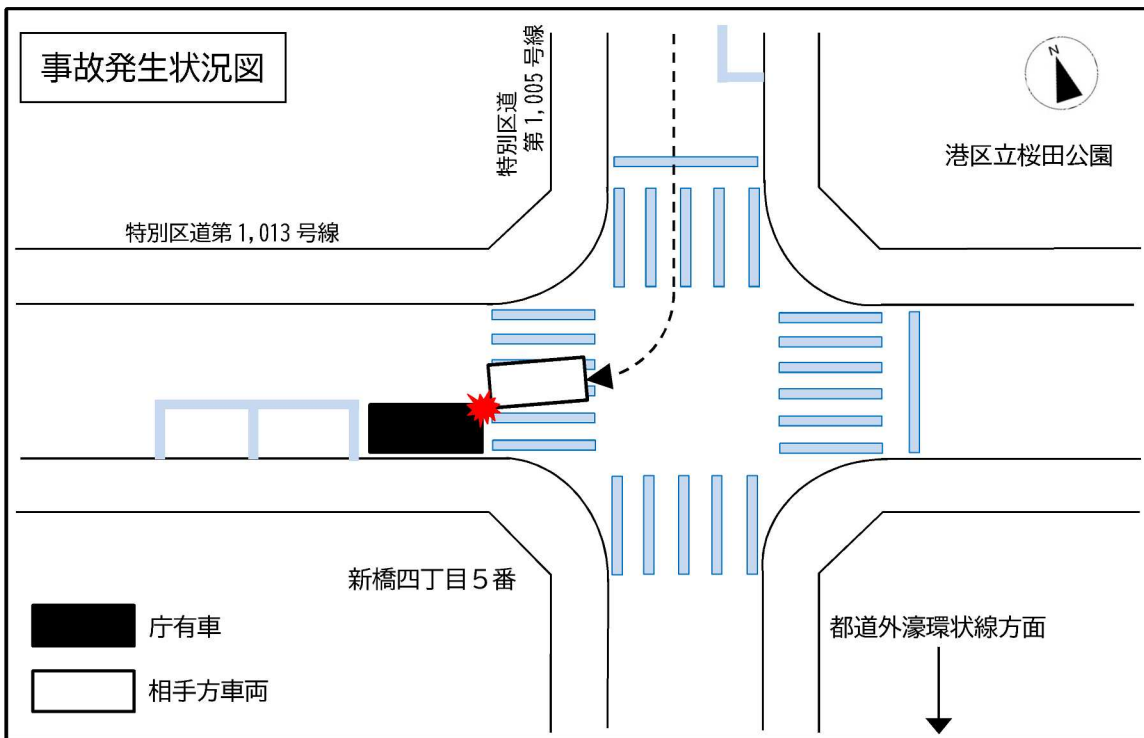 事故発生状況図
特別区道
第1,005号線
N
港区立桜田公園
特別区道第1,013号線
新橋四丁目5番
庁有車
都道外濠環状線方面
相手方車両